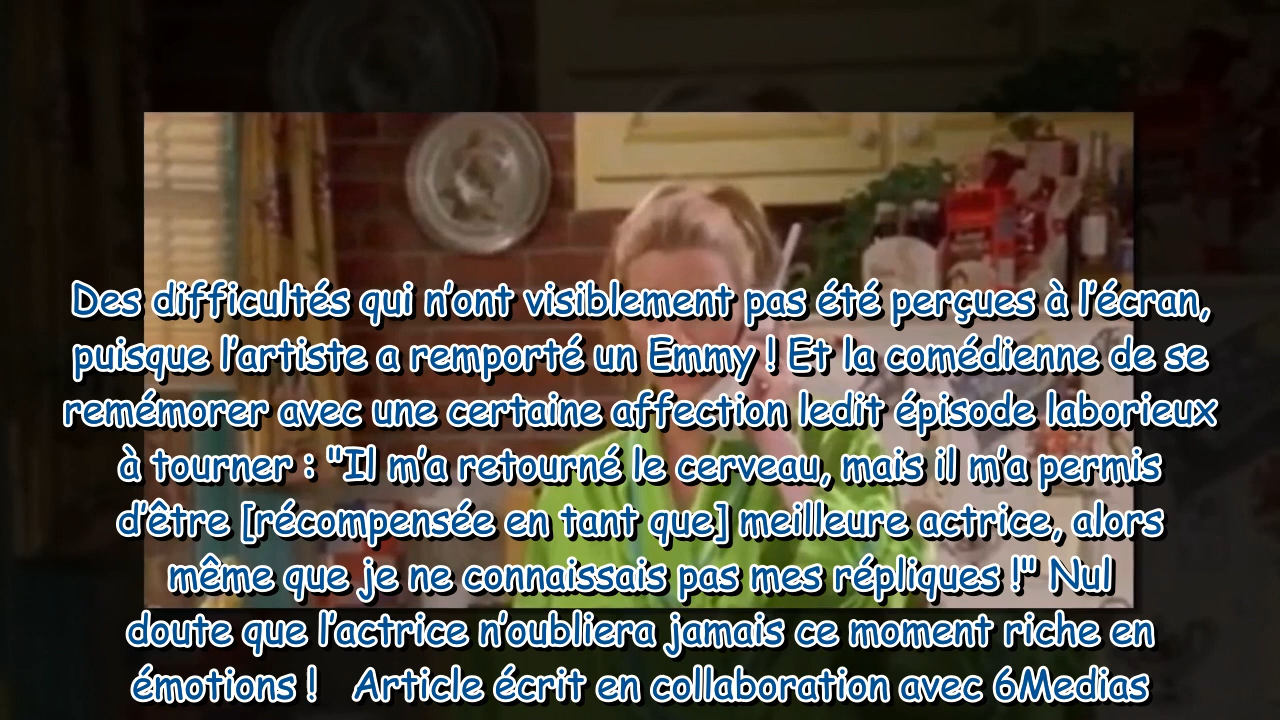 Des difficultés qui n’ont visiblement pas été perçues à l’écran,
puisque l’artiste a remporté un Emmy ! Et la comédienne de se
remémorer avec une certaine affection ledit épisode laborieux
à tourner : "Il m’a retourné le cerveau, mais il m’a permis
d’être [récompensée en tant que] meilleure actrice, alors
même que je ne connaissais pas mes répliques !" Nul
doute que l’actrice n’oubliera jamais ce moment riche en
émotions !   Article écrit en collaboration avec 6Medias